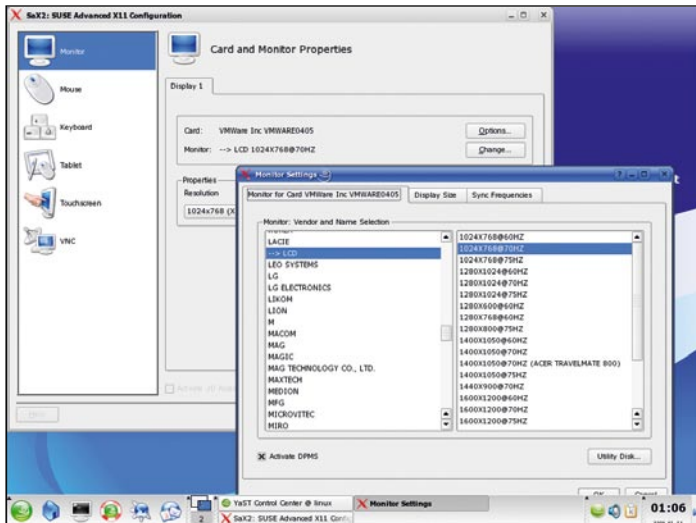 SaX2: SUSE Advanced X11 Configuration
Monitor
Mouse
Keyboard
Tablet
Touchscreen
VNC
Card and Monitor Properties
Display 1
Card: VMWare Inc VMWARE0405
Options...
Monitor: --> LCD 1024X768@70HZ
Change...
Properties
Resolution
1024x768 (X
Monitor Settings
Monitor for Card VMWare Inc VMWARE0405
Display Size
Sync Frequencies
Monitor: Vendor and Name Selection
LACIE
--> LCD
LEO SYSTEMS
LG
LG ELECTRONICS
LIKOM
LION
M
MACOM
MAG
MAGIC
MAG TECHNOLOGY CO., LTD.
MAXTECH
MEDION
MFG
MICROVITEC
MIRO
1024X768@60HZ
1024X768@70HZ
1024X768@75HZ
1280X1024@60HZ
1280X1024@70HZ
1280X1024@75HZ
1280X600@60HZ
1280X768@60HZ
1280X800@75HZ
1400X1050@60HZ
1400X1050@70HZ
1400X1050@70HZ (ACER TRAVELMATE 800)
1400X1050@75HZ
1440X900@70HZ
1600X1200@60HZ
1600X1200@70HZ
1600X1200@75HZ
Activate DPMS
Utility Disk...
OK
Cancel
2
YaST Control Center @ linux
Monitor Settings
SaX2: SUSE Advanced X11 Config
01:06